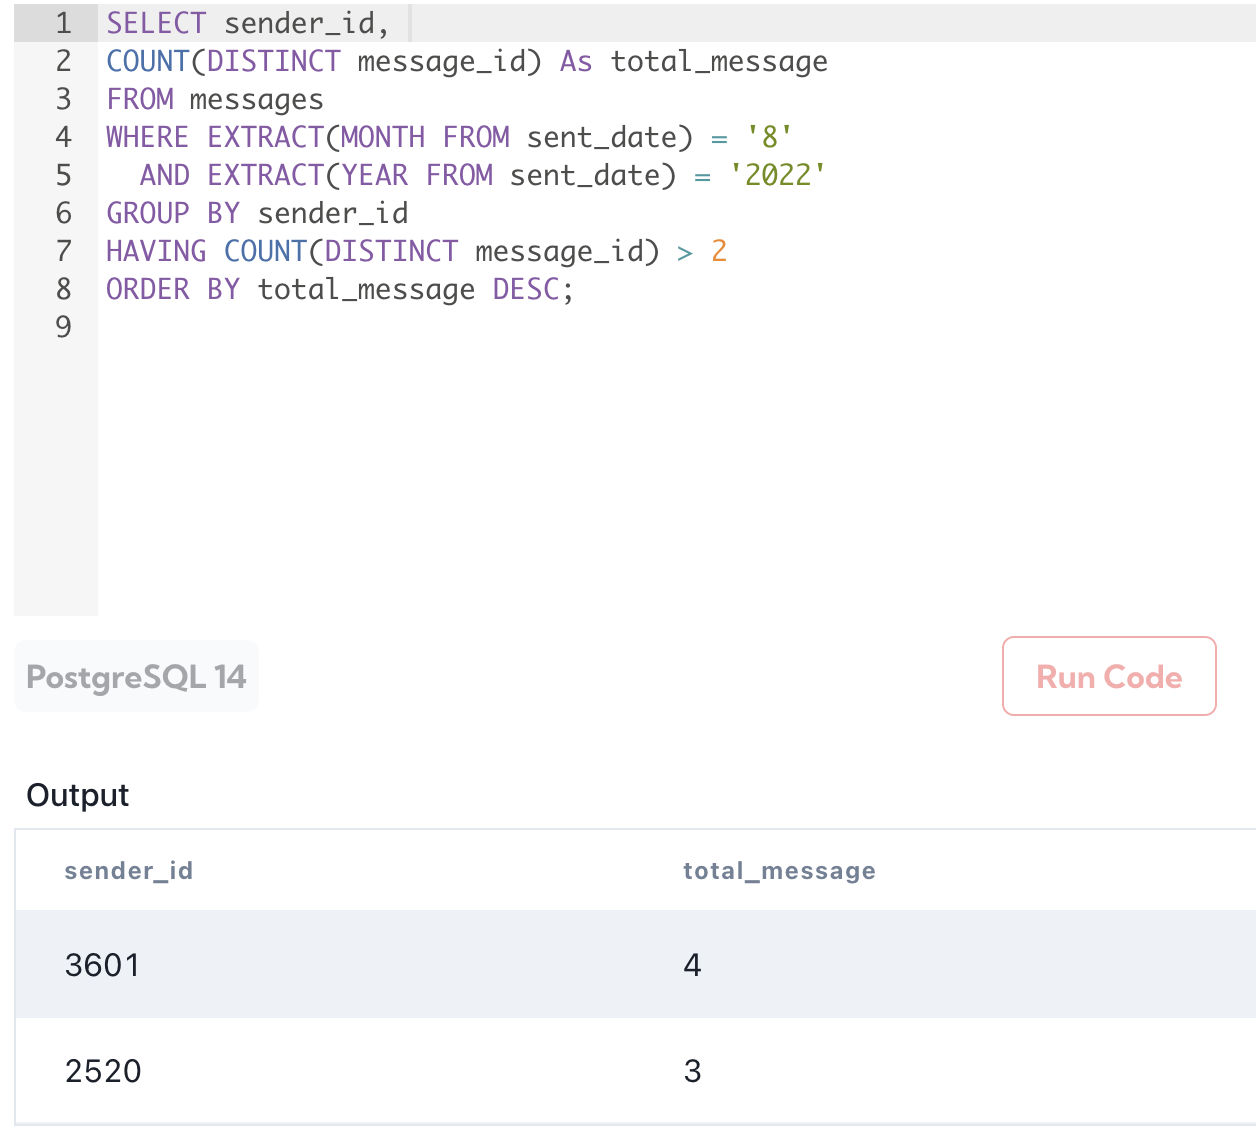 1 SELECT sender_id,
2 COUNT(DISTINCT message_id) As total_message
3 FROM messages
4 WHERE EXTRACT(MONTH FROM sent_date) = '8'
5   AND EXTRACT(YEAR FROM sent_date) = '2022'
6 GROUP BY sender_id
7 HAVING COUNT(DISTINCT message_id) > 2
8 ORDER BY total_message DESC;
9
PostgreSQL 14 Run Code
Output
sender_id total_message
3601 4
2520 3